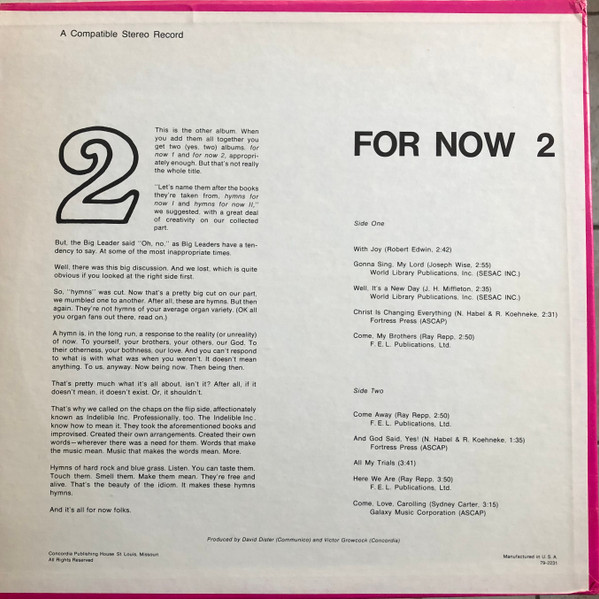 A Compatible Stereo Record
2
This is the other album. When
you add them all together you
get two (yes, two) albums, for
now I and for now 2, appropri-
ately enough. But that's not really
the whole title.
"Let's name them after the books
they're taken from, hymns for
now I and hymns for now II,"
we suggested, with a great deal
of creativity on our collected
part.
But, the Big Leader said "Oh, no," as Big Leaders have a ten-
dency to say. At some of the most inappropriate times.
Well, there was this big discussion. And we lost, which is quite
obvious if you looked at the right side first.
So, "hymns" was cut. Now that's a pretty big cut on our part,
we mumbled one to another. After all, these are hymns. But then
again. They're not hymns of your average organ variety. (OK all
you organ fans out there, read on.)
A hymn is, in the long run, a response to the reality (or unreality)
of now. To yourself, your brothers, your others, our God. To
their otherness, your bothness, our love. And you can't respond
to what is with what was when you weren't. It doesn't mean
anything. To us, anyway. Now being now. Then being then.
That's pretty much what it's all about, isn't it? After all, if it
doesn't mean, it doesn't exist. Or, it shouldn't.
That's why we called on the chaps on the flip side, affectionately
known as Indelible Inc. Professionally, too. The Indelible Inc.,
know how to mean it. They took the aforementioned books and
improvised. Created their own arrangements. Created their own
words—wherever there was a need for them. Words that make
the music mean. Music that makes the words mean. More.
Hymns of hard rock and blue grass. Listen. You can taste them.
Touch them. Smell them. Make them mean. They're free and
alive. That's the beauty of the idiom. It makes these hymns
hymns.
And it's all for now folks.
FOR NOW 2
Side One
With Joy (Robert Edwin, 2:42)
Gonna Sing, My Lord (Joseph Wise, 2:55)
World Library Publications, Inc. (SESAC INC.)
Well, It's a New Day (J. H. Miffleton, 2:35)
World Library Publications, Inc. (SESAC INC.)
Christ Is Changing Everything (N. Habel & R. Koehneke, 2:31)
Fortress Press (ASCAP)
Come, My Brothers (Ray Repp, 2:50)
F. E. L. Publications, Ltd.
Side Two
Come Away (Ray Repp, 2:50)
F. E. L. Publications, Ltd.
And God Said, Yes! (N. Habel & R. Koehneke, 1:35)
Fortress Press (ASCAP)
All My Trials (3:41)
Here We Are (Ray Repp, 3:50)
F. E. L. Publications, Ltd.
Come, Love, Carolling (Sydney Carter, 3:15)
Galaxy Music Corporation (ASCAP)
Produced by David Dister (Communico) and Victor Growcock (Concordia)
Concordia Publishing House St. Louis, Missouri
All Rights Reserved
Manufactured in U. S. A.
79-0231